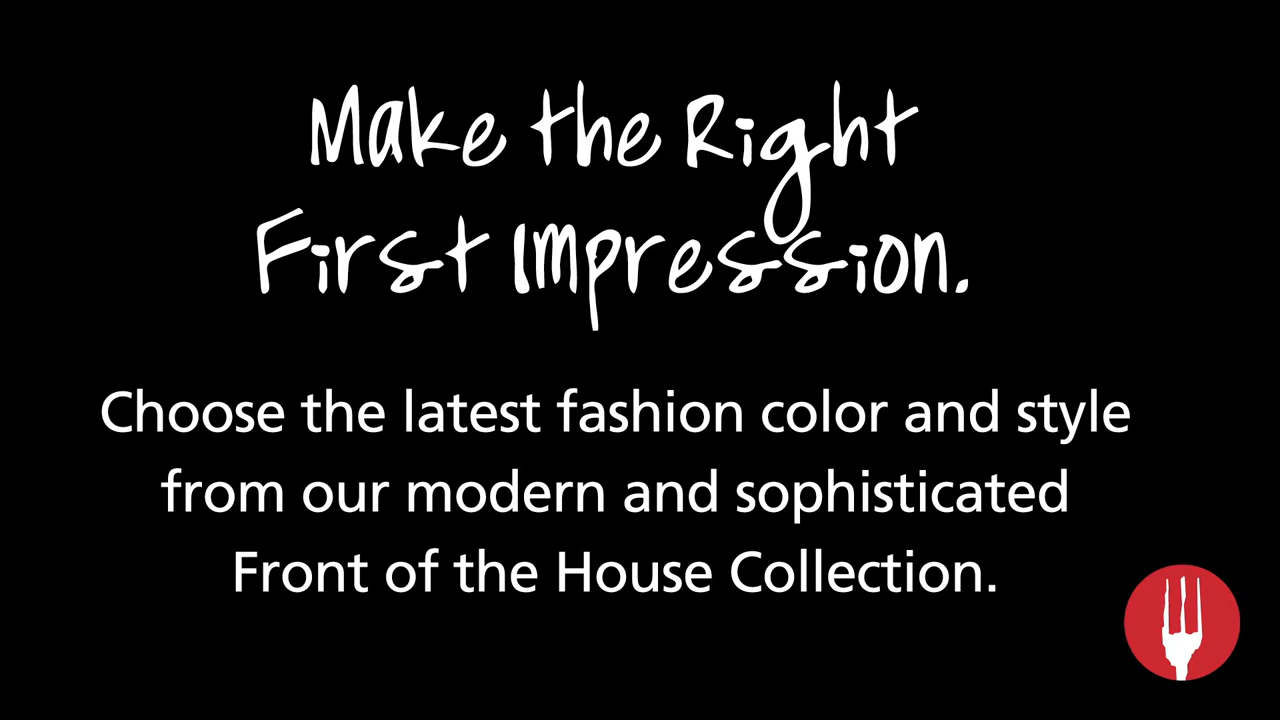 Make the Right
First Impression.
Choose the latest fashion color and style
from our modern and sophisticated
Front of the House Collection.